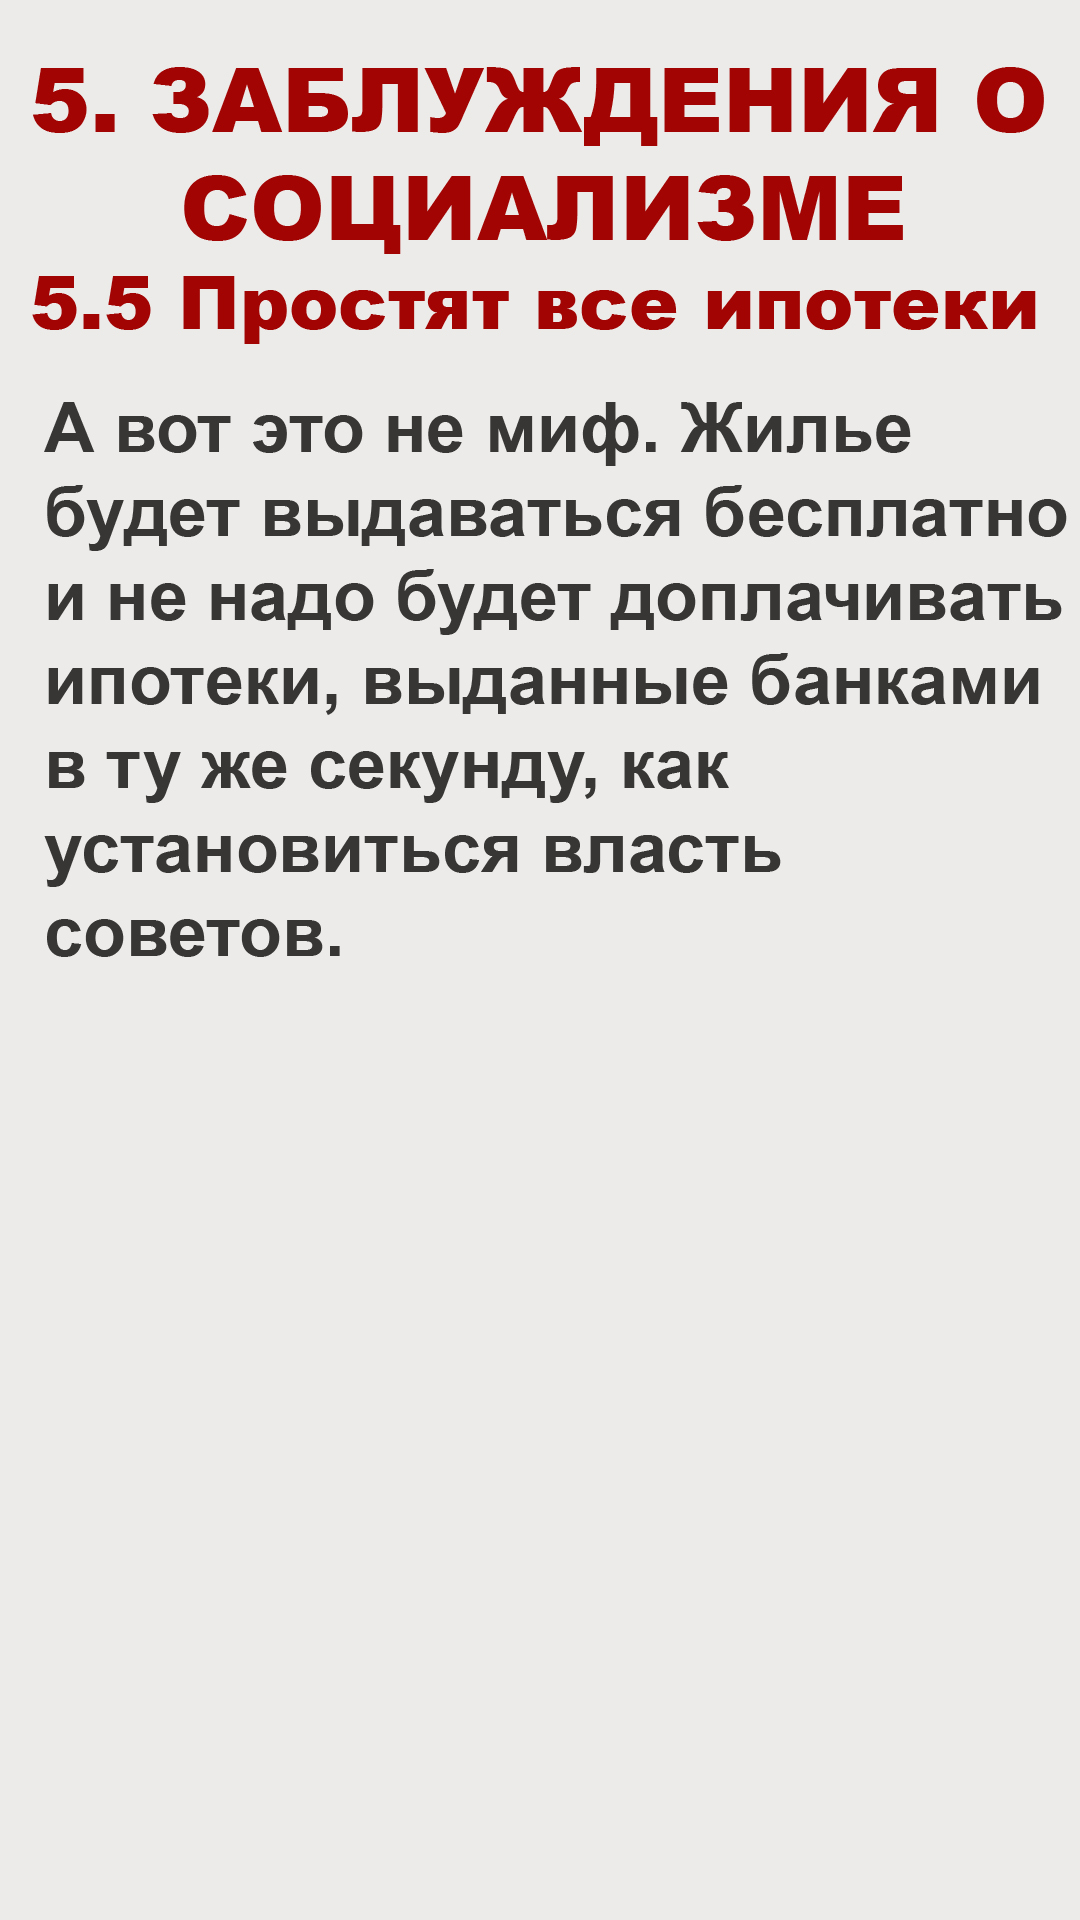 5. ЗАБЛУЖДЕНИЯ О
СОЦИАЛИЗМЕ
5.5 Простят все ипотеки
А вот это не миф. Жилье
будет выдаваться бесплатно
и не надо будет доплачивать
ипотеки, выданные банками
в ту же секунду, как
установиться власть
советов.